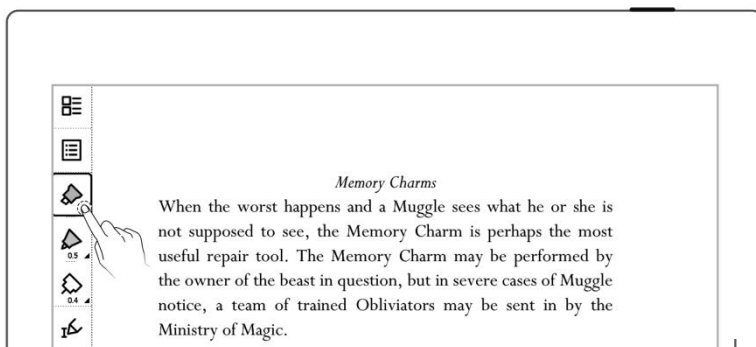 Memory Charms
When the worst happens and a Muggle sees what he or she is
not supposed to see, the Memory Charm is perhaps the most
useful repair tool. The Memory Charm may be performed by
the owner of the beast in question, but in severe cases of Muggle
notice, a team of trained Obliviators may be sent in by the
Ministry of Magic.
0.5
0.4